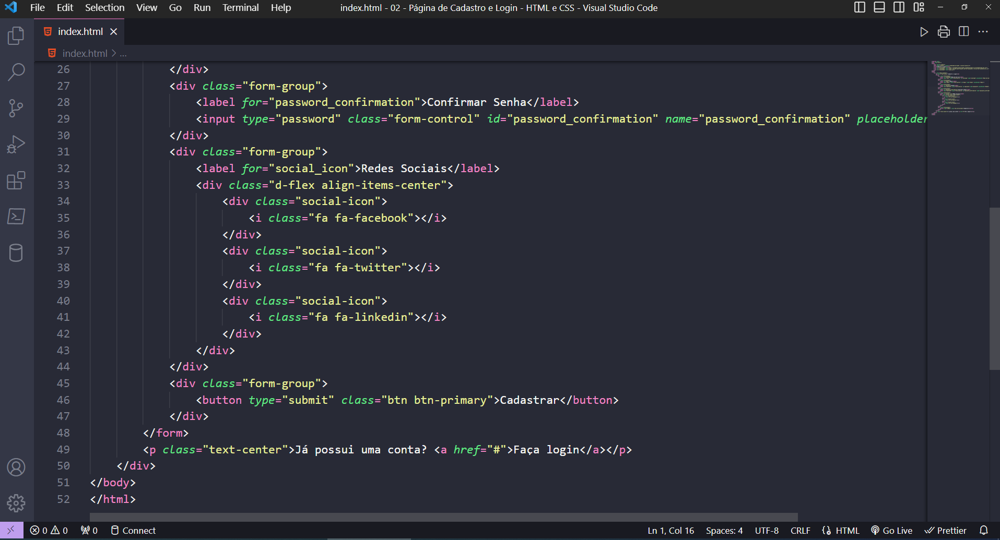 File Edit Selection View Go Run Terminal Help
index.html - 02 - Página de Cadastro e Login - HTML e CSS - Visual Studio Code
index.html
index.html > ...
26 </div>
27 <div class="form-group">
28 <label for="password_confirmation">Confirmar Senha</label>
29 <input type="password" class="form-control" id="password_confirmation" name="password_confirmation" placeholder
30 </div>
31 <div class="form-group">
32 <label for="social_icon">Redes Sociais</label>
33 <div class="d-flex align-items-center">
34 <div class="social-icon">
35 <i class="fa fa-facebook"></i>
36 </div>
37 <div class="social-icon">
38 <i class="fa fa-twitter"></i>
39 </div>
40 <div class="social-icon">
41 <i class="fa fa-linkedin"></i>
42 </div>
43 </div>
44 </div>
45 <div class="form-group">
46 <button type="submit" class="btn btn-primary">Cadastrar</button>
47 </div>
48 </form>
49 <p class="text-center">Já possui uma conta? <a href="#">Faça login</a></p>
50 </div>
51 </body>
52 </html>
0 0 0 Connect Ln 1, Col 16 Spaces: 4 UTF-8 CRLF HTML Go Live Prettier